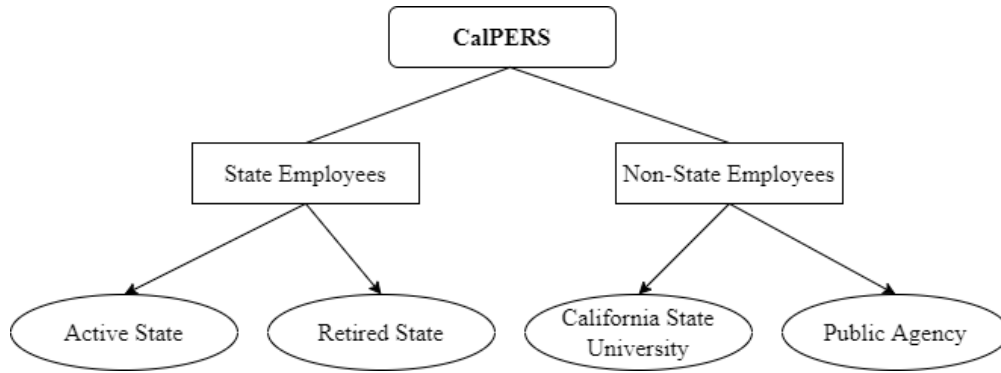 CalPERS
State Employees
Non-State Employees
Active State
Retired State
California State
University
Public Agency